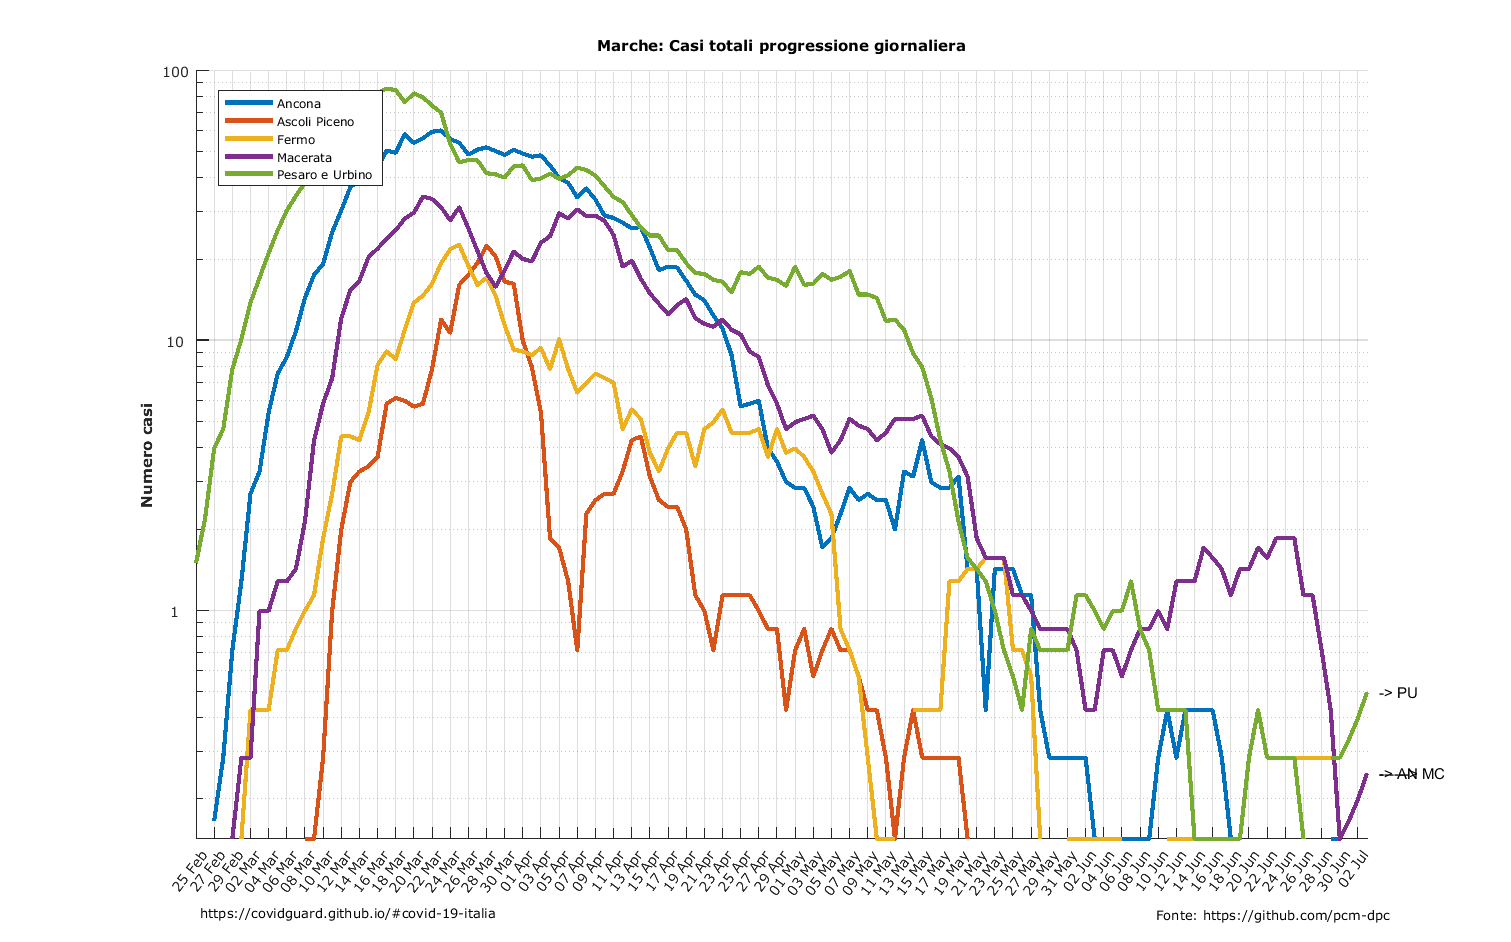 Marche: Casi totali progressione giornaliera
100
10
1
Numero casi
Ancona
Ascoli Piceno
Fermo
Macerata
Pesaro e Urbino
-> PU
-> AN MC
25 Feb
27 Feb
29 Feb
02 Mar
04 Mar
06 Mar
08 Mar
10 Mar
12 Mar
14 Mar
16 Mar
18 Mar
20 Mar
22 Mar
24 Mar
26 Mar
28 Mar
30 Mar
01 Apr
03 Apr
05 Apr
07 Apr
09 Apr
11 Apr
13 Apr
15 Apr
17 Apr
19 Apr
21 Apr
23 Apr
25 Apr
27 Apr
29 Apr
01 May
03 May
05 May
07 May
09 May
11 May
13 May
15 May
17 May
19 May
21 May
23 May
25 May
27 May
29 May
31 May
02 Jun
04 Jun
06 Jun
08 Jun
10 Jun
12 Jun
14 Jun
16 Jun
18 Jun
20 Jun
22 Jun
24 Jun
26 Jun
28 Jun
30 Jun
02 Jul
https://covidguard.github.io/#covid-19-italia
Fonte: https://github.com/pcm-dpc